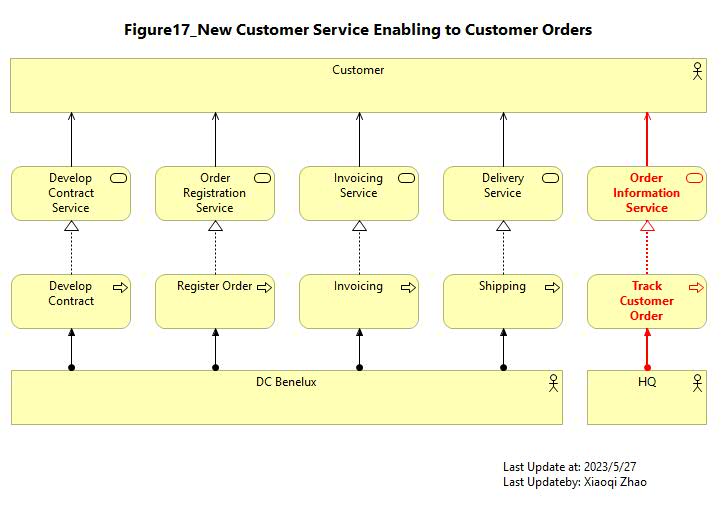 Figure17_New Customer Service Enabling to Customer Orders
Customer
Develop
Contract
Service
Order
Registration
Service
Invoicing
Service
Delivery
Service
Order
Information
Service
Develop
Contract
Register Order
Invoicing
Shipping
Track
Customer
Order
DC Benelux
HQ
Last Update at: 2023/5/27
Last Updateby: Xiaoqi Zhao